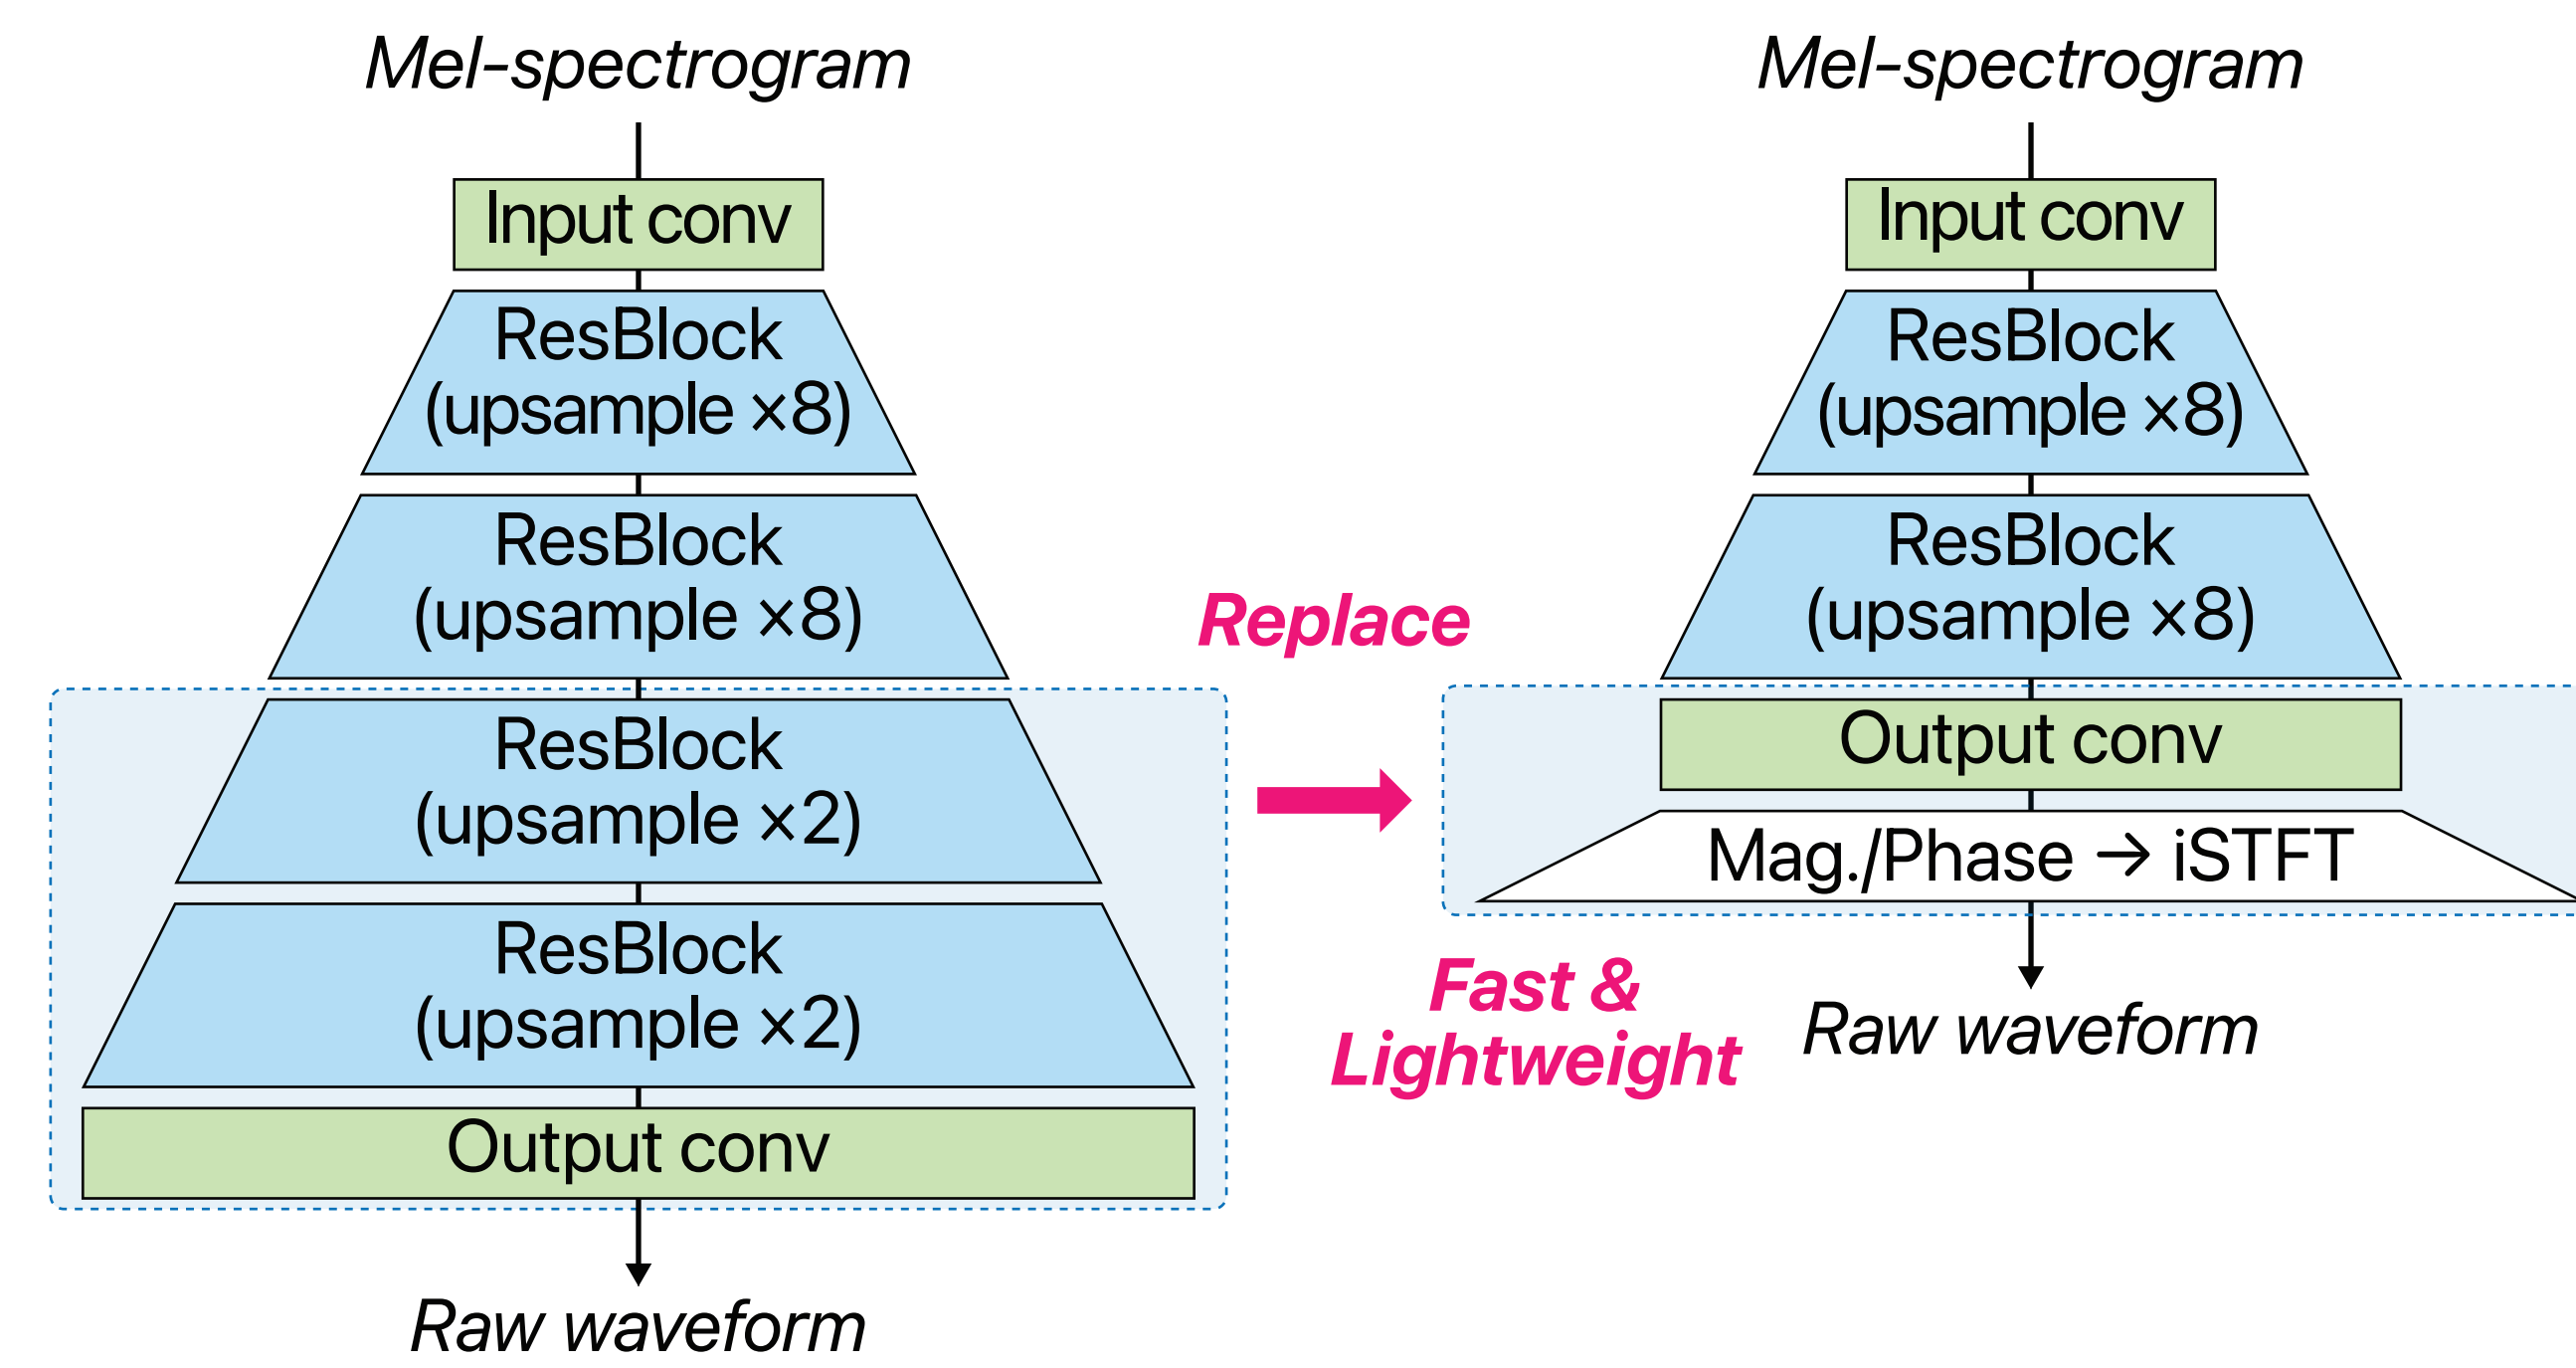 Mel-spectrogram
Input conv
ResBlock
(upsample ×8)
ResBlock
(upsample ×8)
ResBlock
(upsample ×2)
ResBlock
(upsample ×2)
Output conv
Raw waveform
Replace
Fast &
Lightweight
Mel-spectrogram
Input conv
ResBlock
(upsample ×8)
ResBlock
(upsample ×8)
Output conv
Mag./Phase → iSTFT
Raw waveform